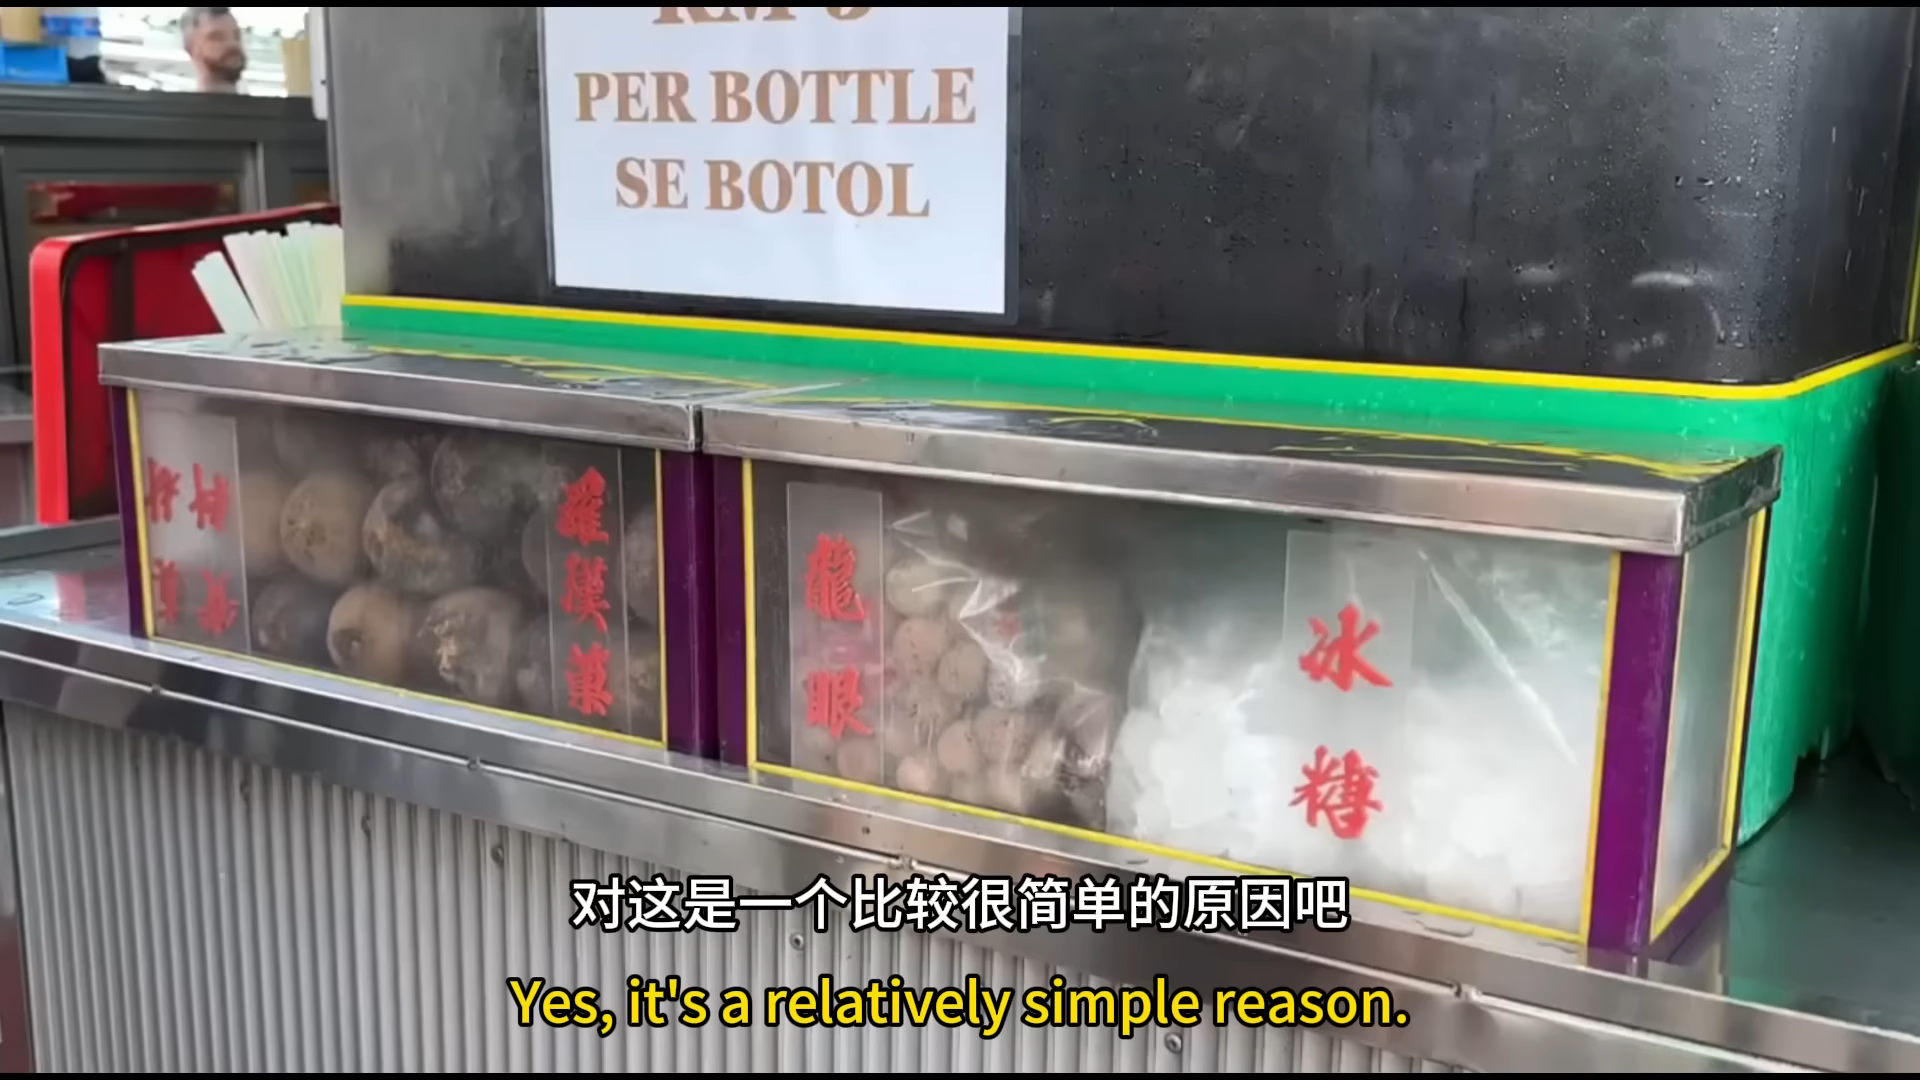 PER BOTTLE
SE BOTOL
羅漢菓
龍眼
冰糖
对这是一个比较很简单的原因吧
Yes, it's a relatively simple reason.